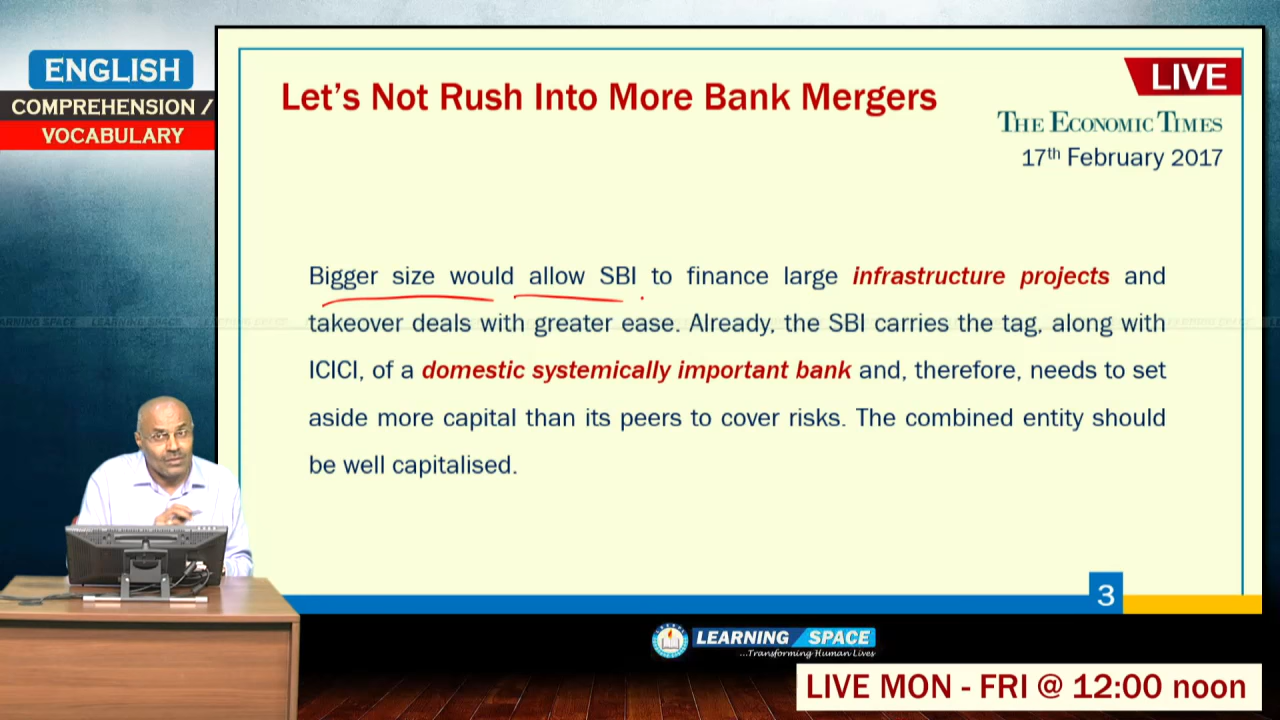 ENGLISH
COMPREHENSION /
VOCABULARY
Let's Not Rush Into More Bank Mergers
LIVE
THE ECONOMIC TIMES
17th February 2017
Bigger size would allow SBI to finance large infrastructure projects and
takeover deals with greater ease. Already, the SBI carries the tag, along with
ICICI, of a domestic systemically important bank and, therefore, needs to set
aside more capital than its peers to cover risks. The combined entity should
be well capitalised.
3
LEARNING SPACE
...Transforming Human Lives
LIVE MON - FRI @ 12:00 noon